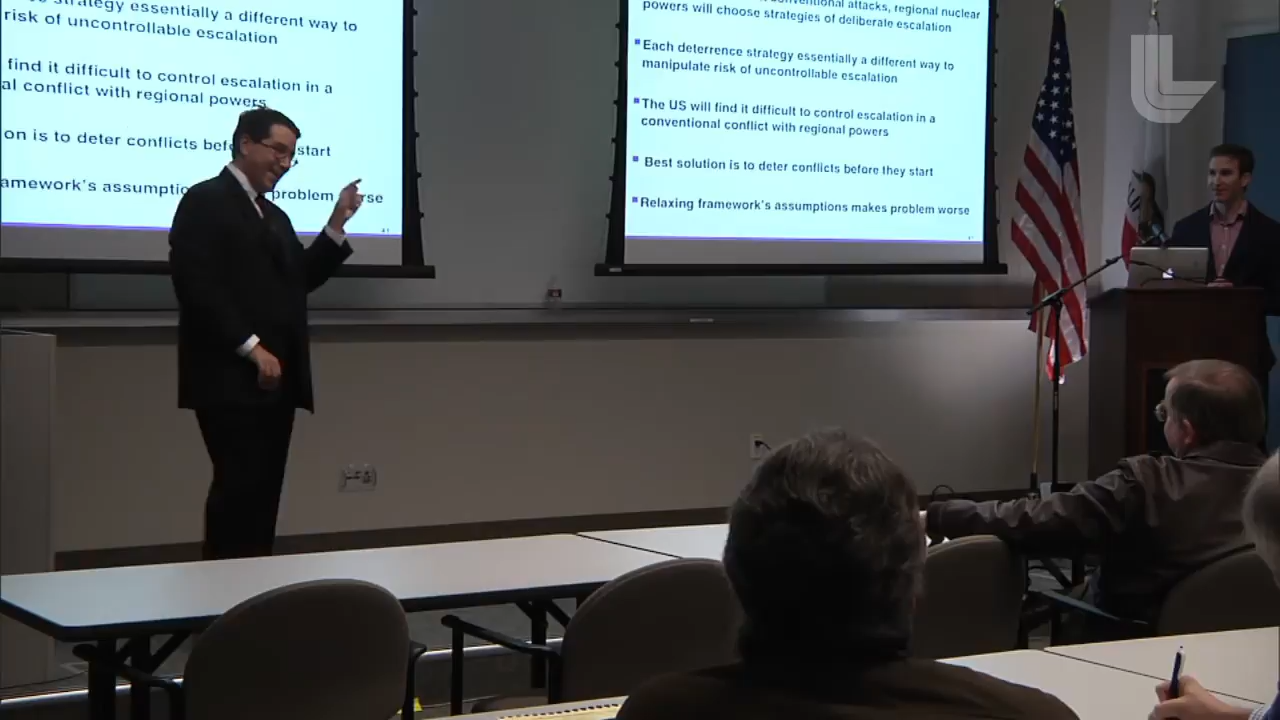 strategy essentially a different way to
risk of uncontrollable escalation
find it difficult to control escalation in a
al conflict with regional powers
on is to deter conflicts bef start
amework's assumptio problem rse
attacks, regional nuclear
powers will choose strategies of deliberate escalation
Each deterrence strategy essentially a different way to
manipulate risk of uncontrollable escalation
The US will find it difficult to control escalation in a
conventional conflict with regional powers
Best solution is to deter conflicts before they start
Relaxing framework's assumptions makes problem worse